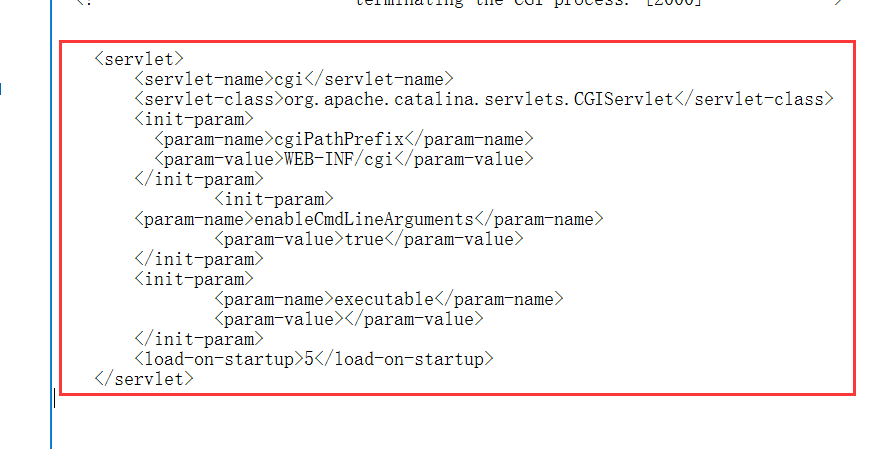 terminating the CGI process. [2000]
<servlet>
<servlet-name>cgi</servlet-name>
<servlet-class>org.apache.catalina.servlets.CGIServlet</servlet-class>
<init-param>
<param-name>cgiPathPrefix</param-name>
<param-value>WEB-INF/cgi</param-value>
</init-param>
<init-param>
<param-name>enableCmdLineArguments</param-name>
<param-value>true</param-value>
</init-param>
<init-param>
<param-name>executable</param-name>
<param-value></param-value>
</init-param>
<load-on-startup>5</load-on-startup>
</servlet>